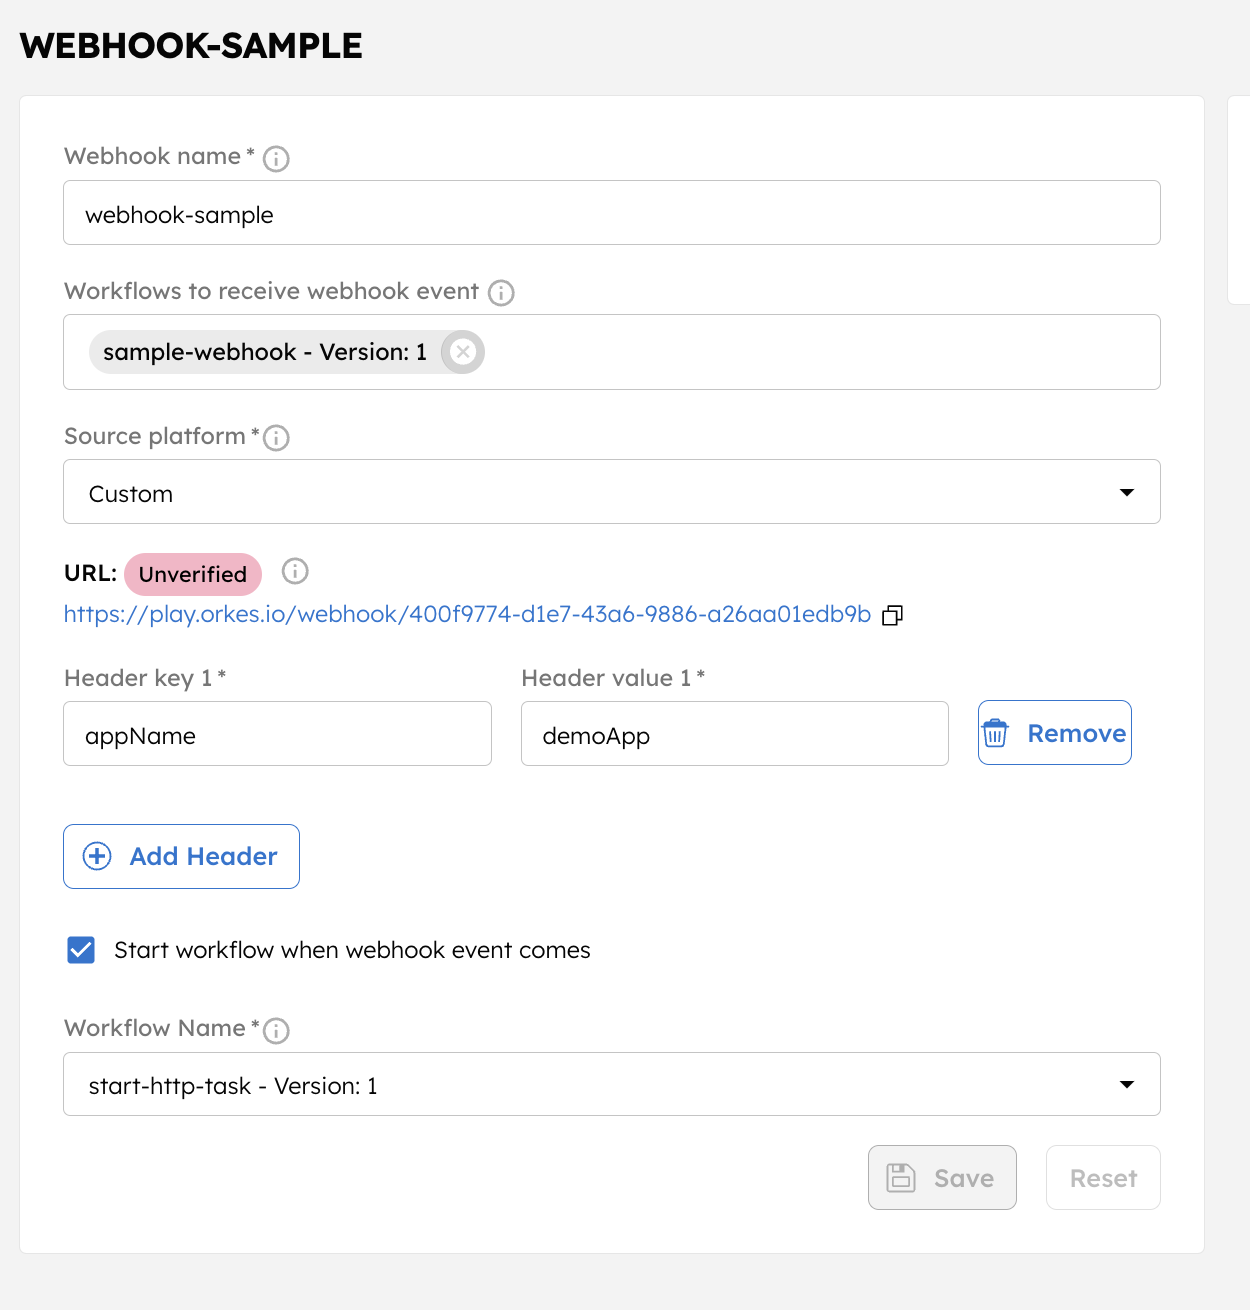 WEBHOOK-SAMPLE
Webhook name *
webhook-sample
Workflows to receive webhook event
sample-webhook - Version: 1
Source platform *
Custom
URL: Unverified
https://play.orkes.io/webhook/400f9774-d1e7-43a6-9886-a26aa01edb9b
Header key 1 * Header value 1 *
appName demoApp Remove
Add Header
Start workflow when webhook event comes
Workflow Name *
start-http-task - Version: 1
Save Reset